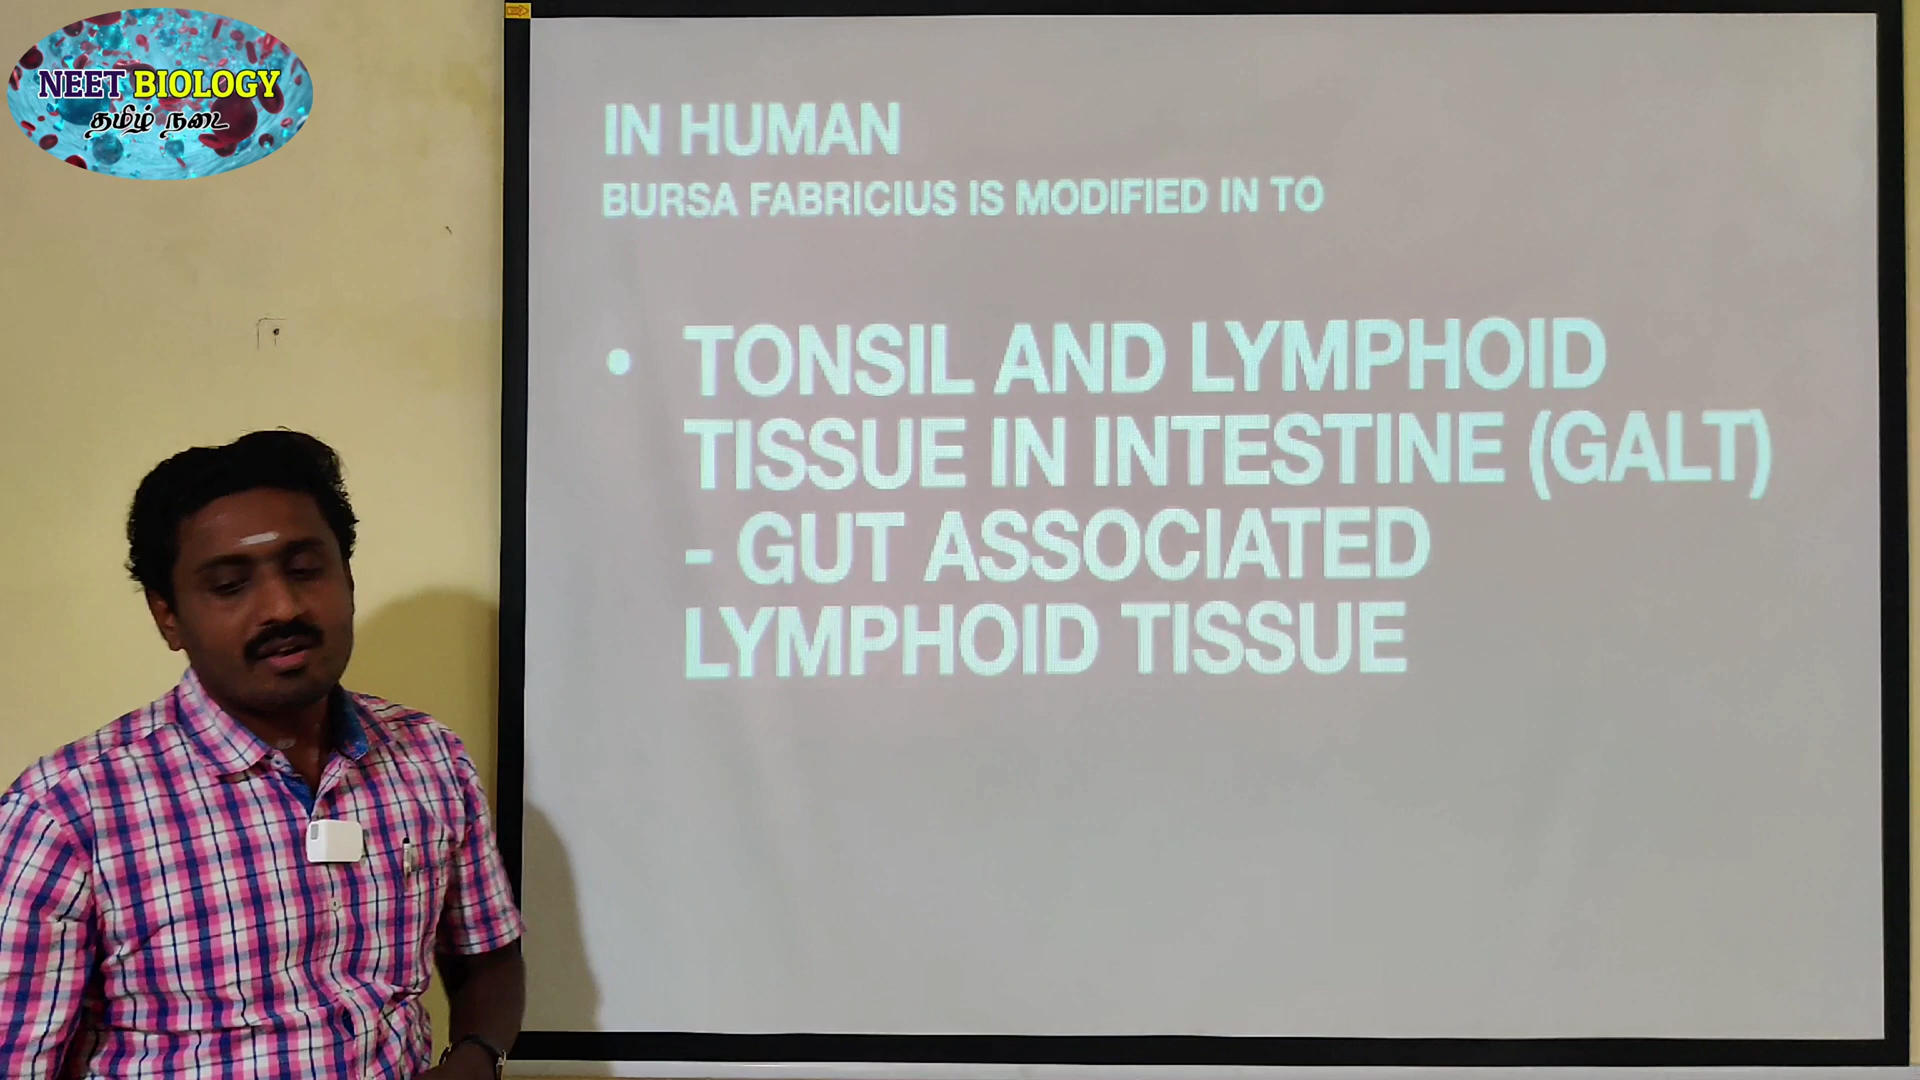 NEET BIOLOGY
தமிழ் நடை
IN HUMAN
BURSA FABRICIUS IS MODIFIED IN TO
• TONSIL AND LYMPHOID
TISSUE IN INTESTINE (GALT)
- GUT ASSOCIATED
LYMPHOID TISSUE